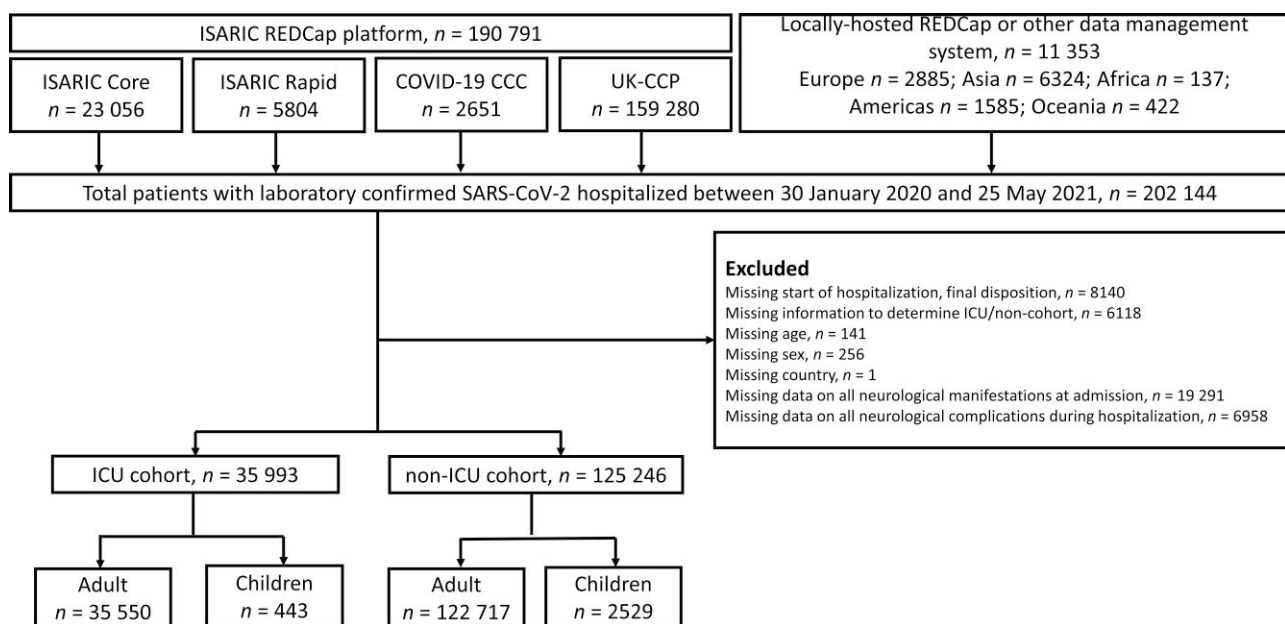 ISARIC REDCap platform, n = 190 791
Locally-hosted REDCap or other data management
system, n = 11 353
Europe n = 2885; Asia n = 6324; Africa n = 137;
Americas n = 1585; Oceania n = 422
ISARIC Core
n = 23 056
ISARIC Rapid
n = 5804
COVID-19 CCC
n = 2651
UK-CCP
n = 159 280
Total patients with laboratory confirmed SARS-CoV-2 hospitalized between 30 January 2020 and 25 May 2021, n = 202 144
Excluded
Missing start of hospitalization, final disposition, n = 8140
Missing information to determine ICU/non-cohort, n = 6118
Missing age, n = 141
Missing sex, n = 256
Missing country, n = 1
Missing data on all neurological manifestations at admission, n = 19 291
Missing data on all neurological complications during hospitalization, n = 6958
ICU cohort, n = 35 993
non-ICU cohort, n = 125 246
Adult
n = 35 550
Children
n = 443
Adult
n = 122 717
Children
n = 2529